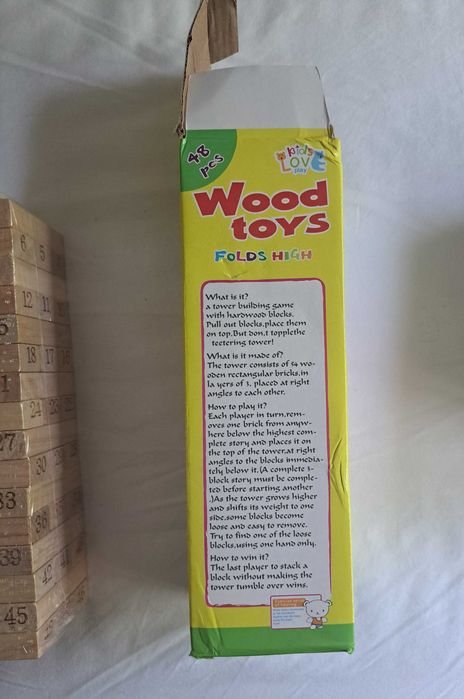 48
pcs
kids
LOVE
play
Wood
toys
FOLDS HIGH
What is it?
a tower building game
with hardwood blocks.
Pull out blocks,place them
on top.But don,t topplethe
teetering tower!
What is it made of?
The tower consists of 54 wo-
oden rectangular bricks,in
la yers of 3, placed at right
angles to each other.
How to play it?
Each player in turn,rem-
oves one brick from anyw-
here below the highest com-
plete story and places it on
the top of the tower,at right
angles to the blocks immedia-
tely below it.(A complete 3-
block story must be comple-
ted before starting another
.)As the tower grows higher
and shifts its weight to one
side,some blocks become
loose and easy to remove.
Try to find one of the loose
blocks,using one hand only.
How to win it?
The last player to stack a
block without making the
tower tumble over wins.
6 5
12 11
18 17 16
24 23
27
30
33
36
39
42
45